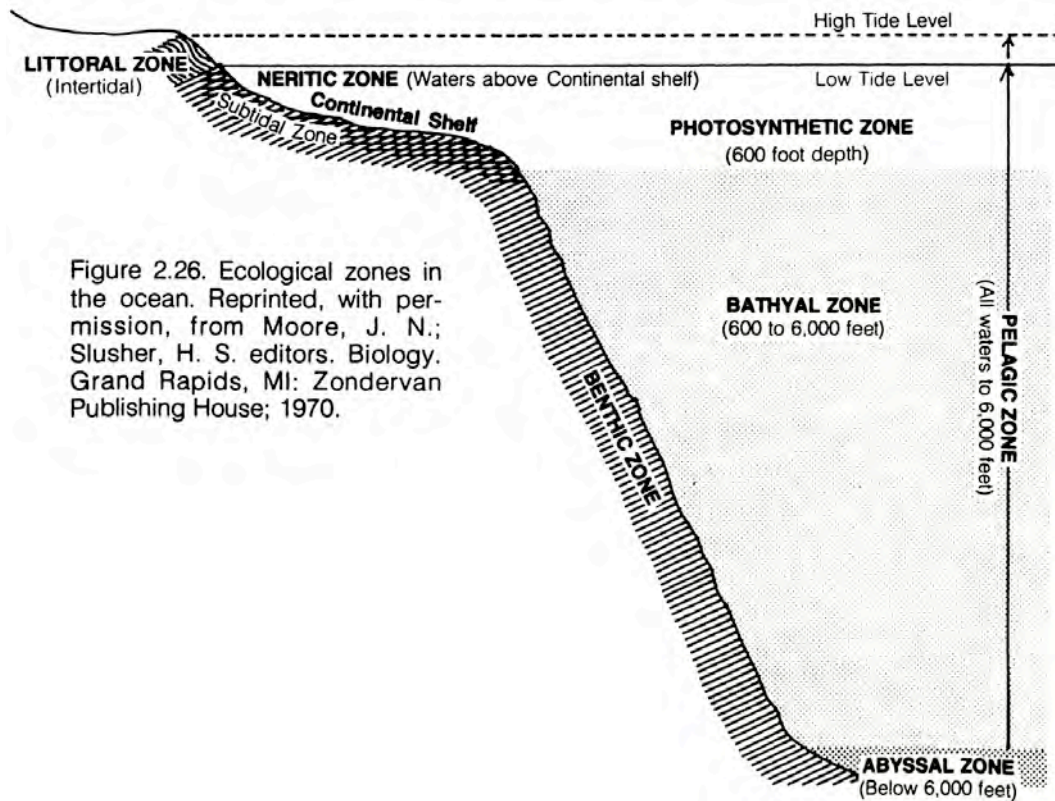 High Tide Level
LITTORAL ZONE
(Intertidal)
NERITIC ZONE (Waters above Continental shelf)
Low Tide Level
Continental Shelf
Subtidal Zone
PHOTOSYNTHETIC ZONE
(600 foot depth)
Figure 2.26. Ecological zones in
the ocean. Reprinted, with per-
mission, from Moore, J. N.;
Slusher, H. S. editors. Biology.
Grand Rapids, MI: Zondervan
Publishing House; 1970.
BATHYAL ZONE
(600 to 6,000 feet)
PELAGIC ZONE
(All waters to 6,000 feet)
BENTHIC ZONE
ABYSSAL ZONE
(Below 6,000 feet)